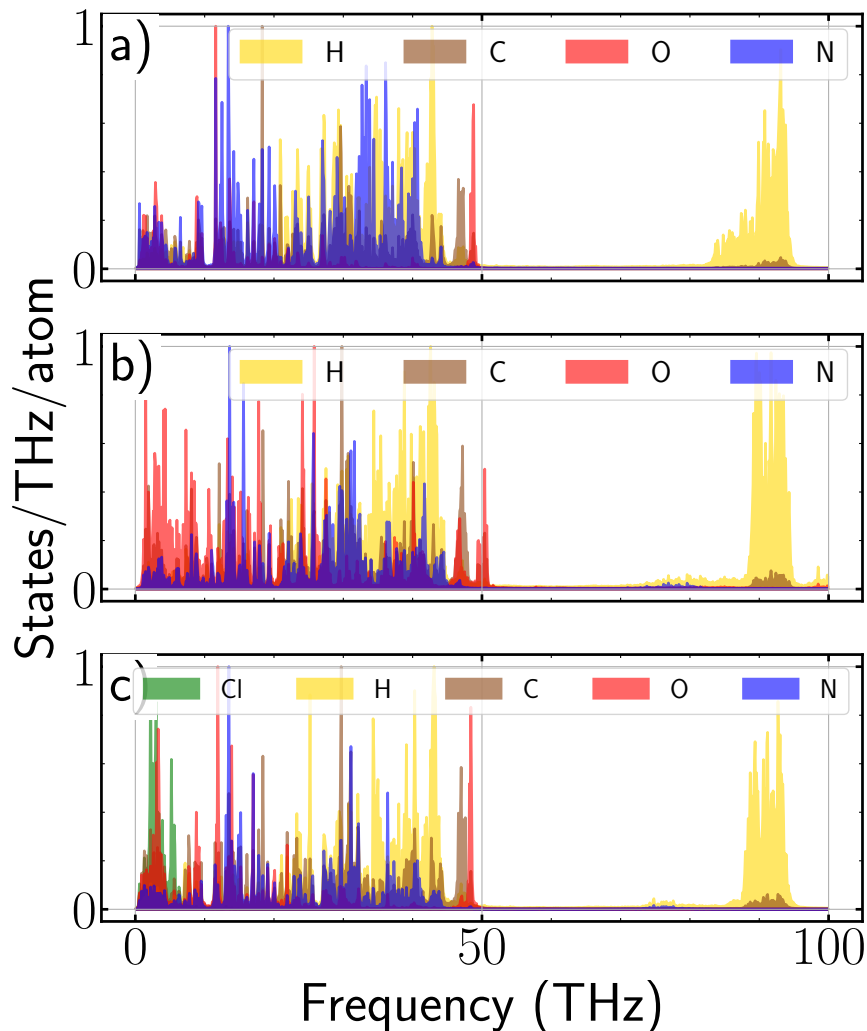 1
a)
H C O N
0
1
b)
H C O N
0
States/THz/atom
1
c)
Cl H C O N
0
0 50 100
Frequency (THz)